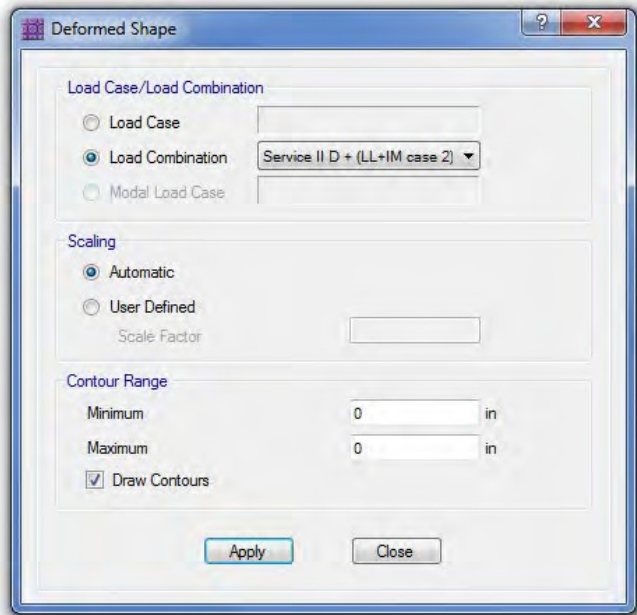 Deformed Shape
?
Load Case/Load Combination
Load Case
Load Combination Service II D + (LL+IM case 2)
Modal Load Case
Scaling
Automatic
User Defined
Scale Factor
Contour Range
Minimum 0 in
Maximum 0 in
Draw Contours
Apply Close